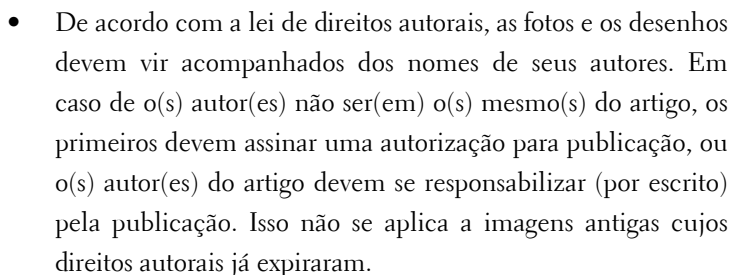 • De acordo com a lei de direitos autorais, as fotos e os desenhos
devem vir acompanhados dos nomes de seus autores. Em
caso de o(s) autor(es) não ser(em) o(s) mesmo(s) do artigo, os
primeiros devem assinar uma autorização para publicação, ou
o(s) autor(es) do artigo devem se responsabilizar (por escrito)
pela publicação. Isso não se aplica a imagens antigas cujos
direitos autorais já expiraram.